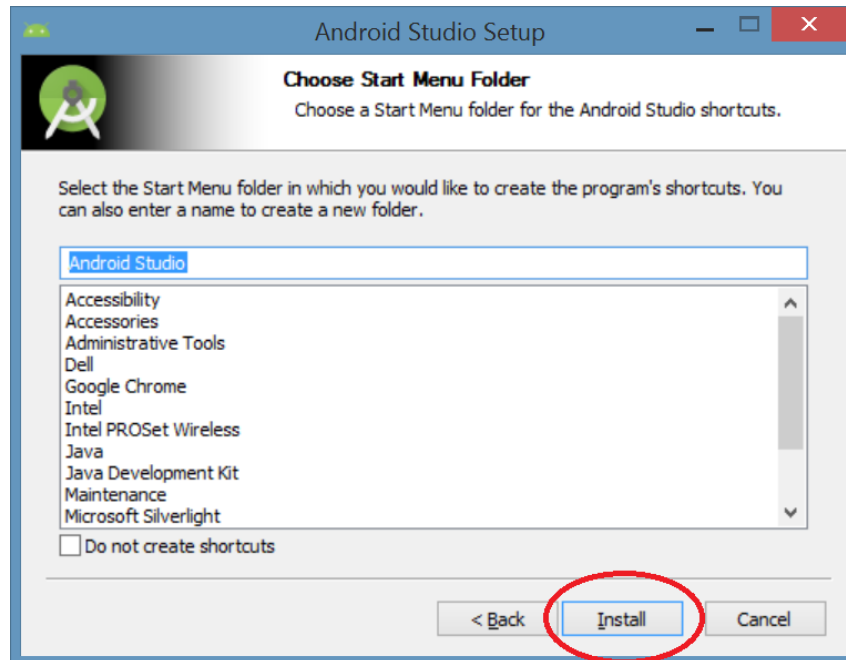 Android Studio Setup
Choose Start Menu Folder
Choose a Start Menu folder for the Android Studio shortcuts.
Select the Start Menu folder in which you would like to create the program's shortcuts. You
can also enter a name to create a new folder.
Android Studio
Accessibility
Accessories
Administrative Tools
Dell
Google Chrome
Intel
Intel PROSet Wireless
Java
Java Development Kit
Maintenance
Microsoft Silverlight
Do not create shortcuts
< Back Install Cancel